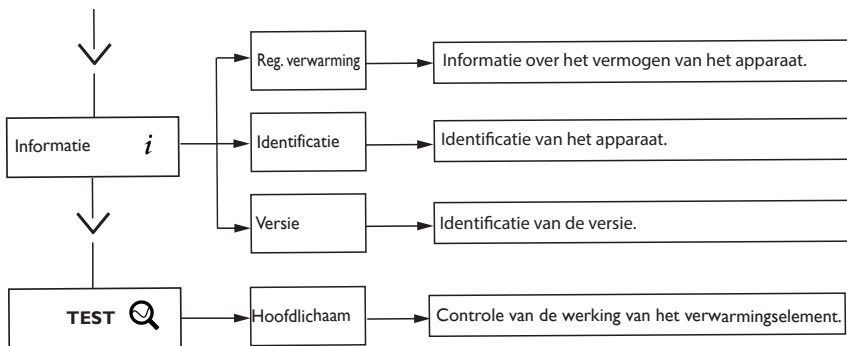 Reg. verwarming
Informatie over het vermogen van het apparaat.
Informatie i
Identificatie
Identificatie van het apparaat.
Versie
Identificatie van de versie.
TEST
Hoofdlichaam
Controle van de werking van het verwarmingselement.